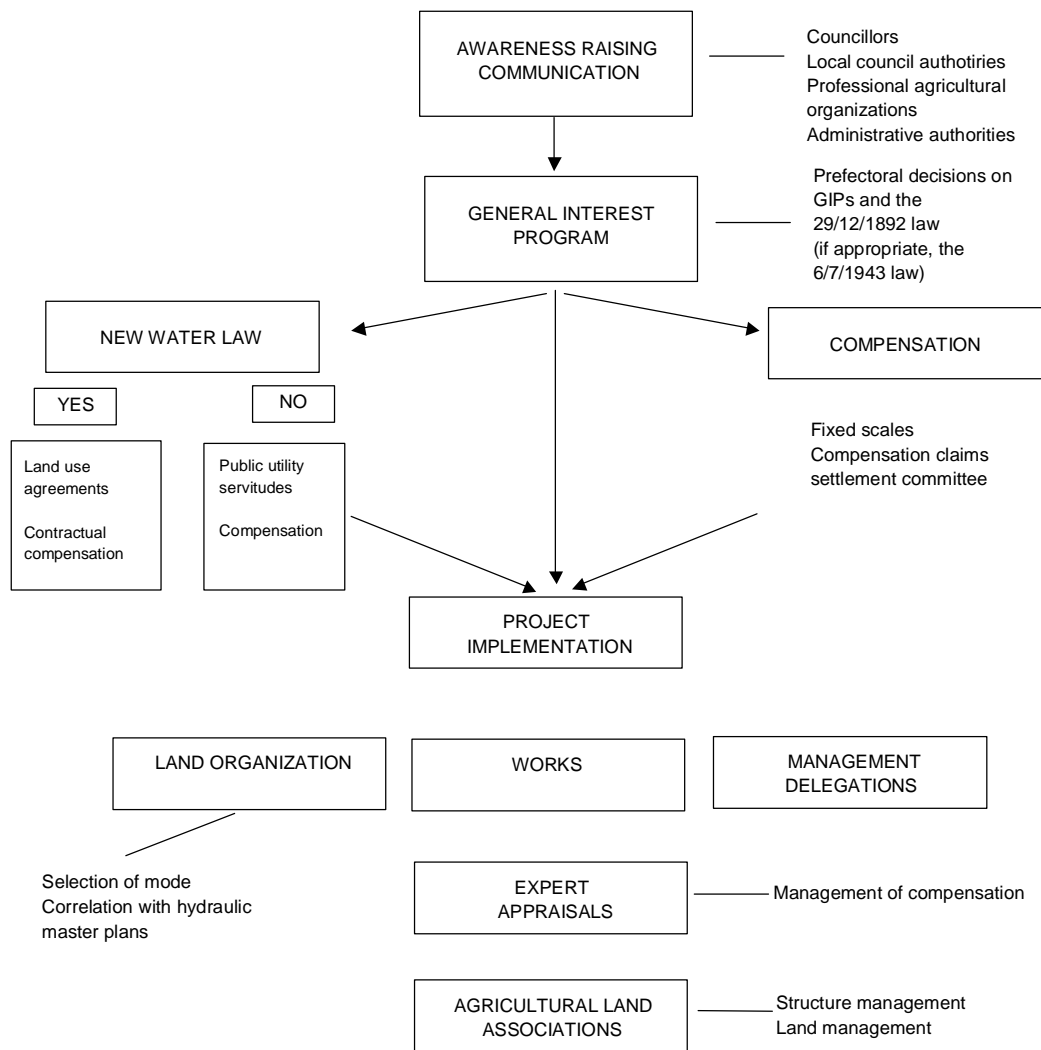 AWARENESS RAISING
COMMUNICATION
Councillors
Local council authotiries
Professional agricultural
organizations
Administrative authorities
GENERAL INTEREST
PROGRAM
Prefectoral decisions on
GIPs and the
29/12/1892 law
(if appropriate, the
6/7/1943 law)
NEW WATER LAW
COMPENSATION
YES
NO
Land use
agreements
Contractual
compensation
Public utility
servitudes
Compensation
Fixed scales
Compensation claims
settlement committee
PROJECT
IMPLEMENTATION
LAND ORGANIZATION
WORKS
MANAGEMENT
DELEGATIONS
Selection of mode
Correlation with hydraulic
master plans
EXPERT
APPRAISALS
Management of compensation
AGRICULTURAL LAND
ASSOCIATIONS
Structure management
Land management